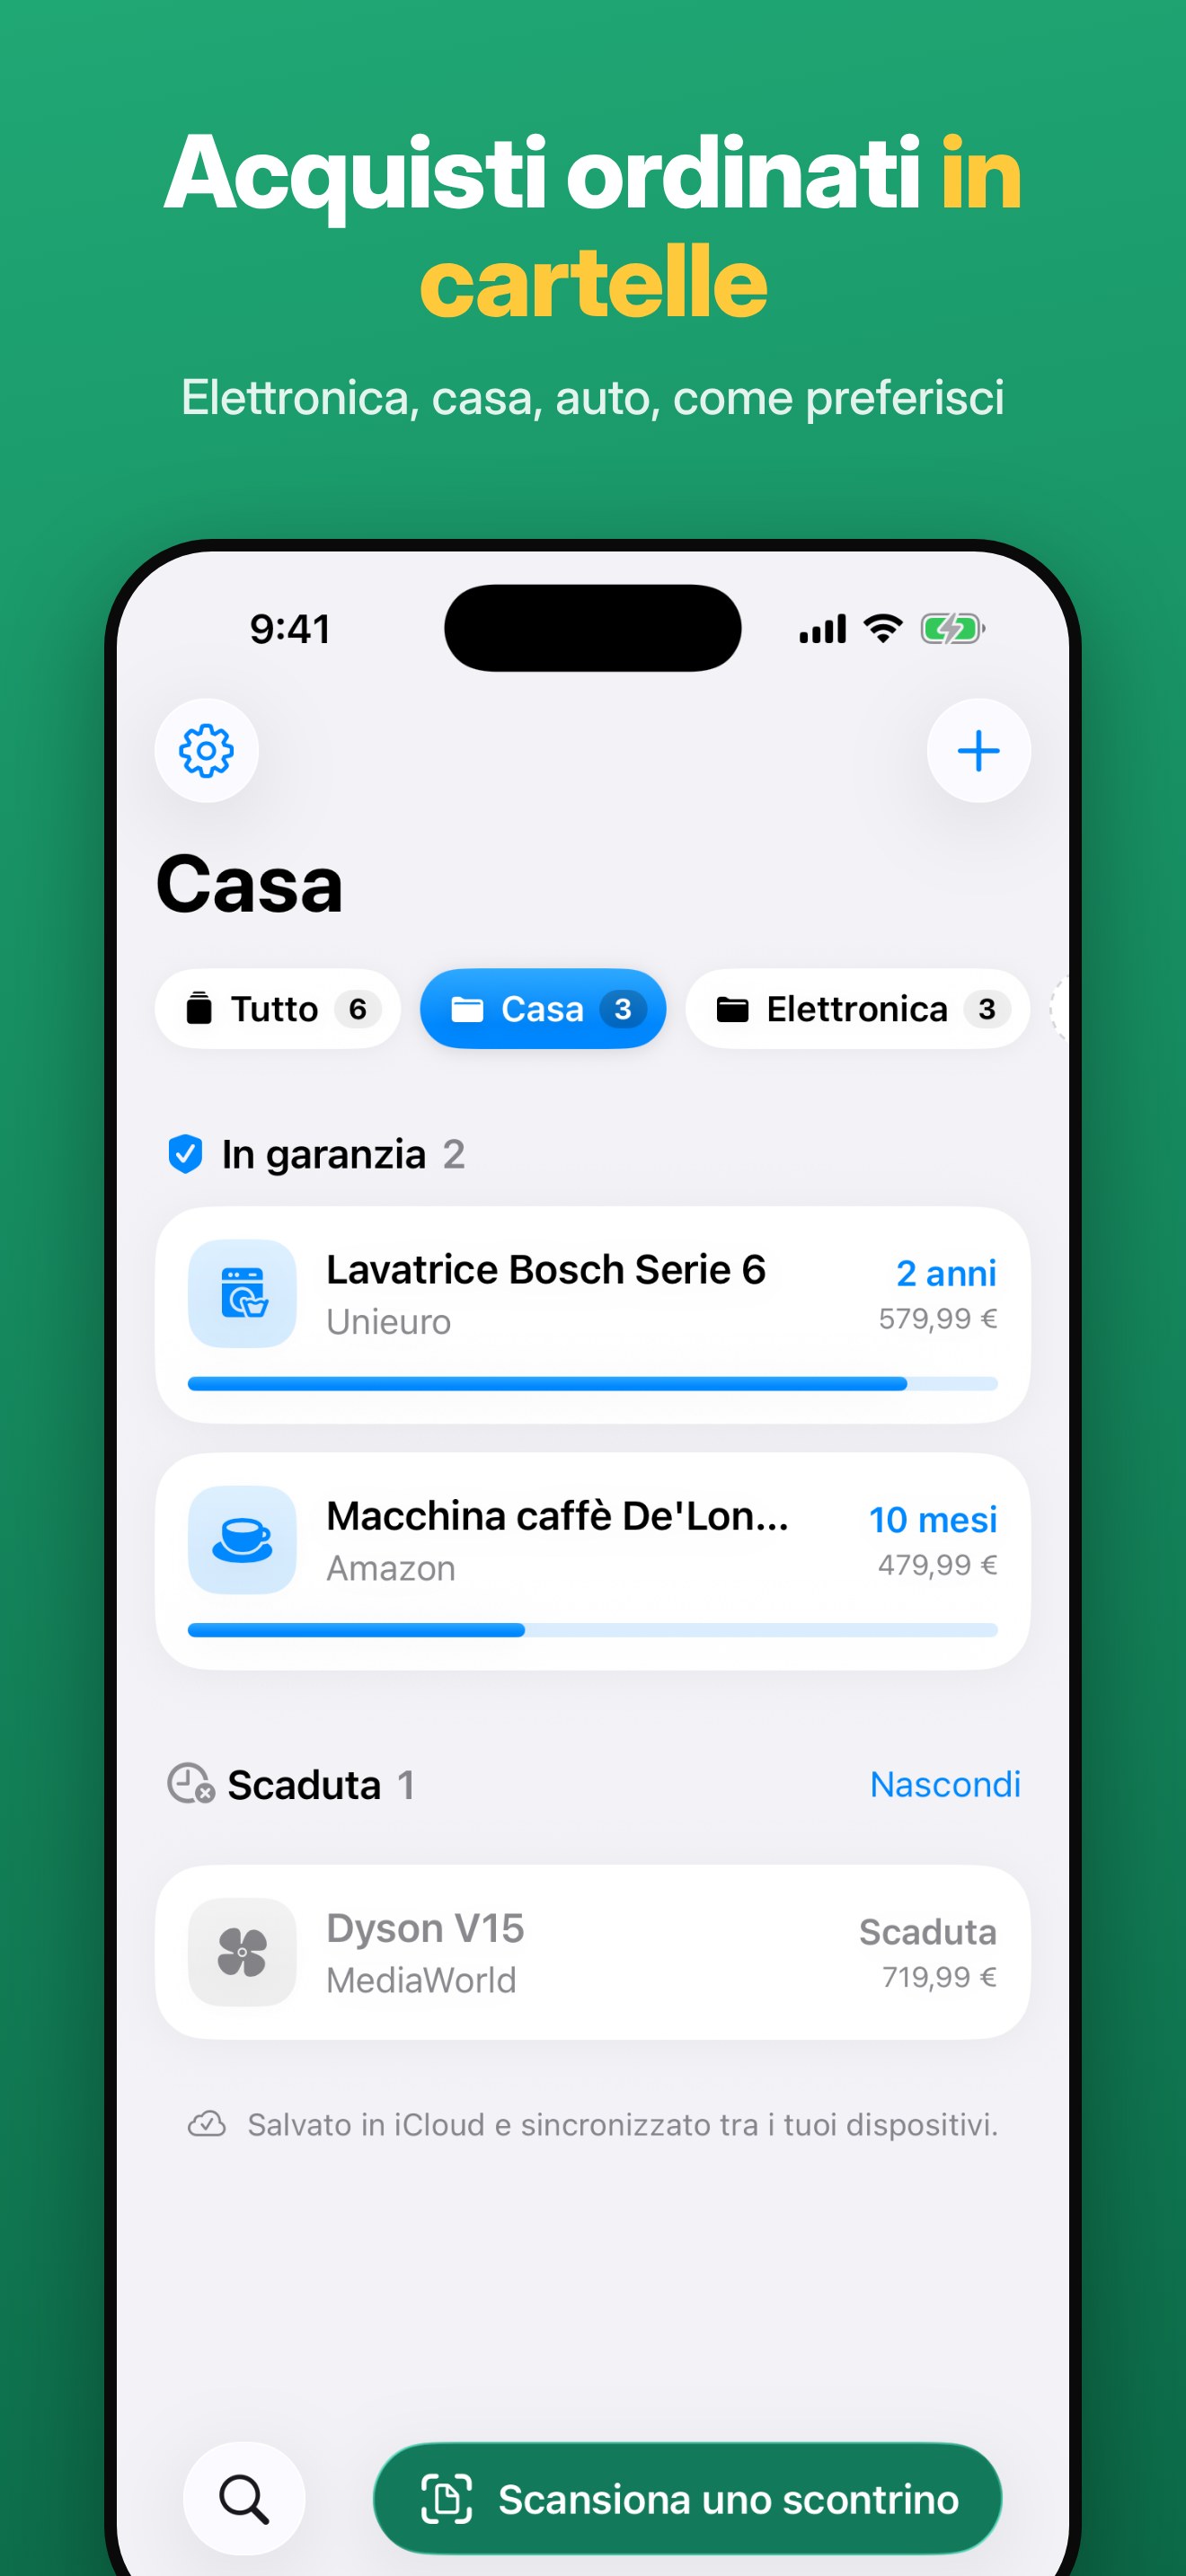 Acquisti ordinati in
cartelle
Elettronica, casa, auto, come preferisci
9:41
Casa
Tutto 6
Casa 3
Elettronica 3
In garanzia 2
Lavatrice Bosch Serie 6
2 anni
Unieuro
579,99 €
Macchina caffè De'Lon...
10 mesi
Amazon
479,99 €
Scaduta 1
Nascondi
Dyson V15
Scaduta
MediaWorld
719,99 €
Salvato in iCloud e sincronizzato tra i tuoi dispositivi.
Scansiona uno scontrino